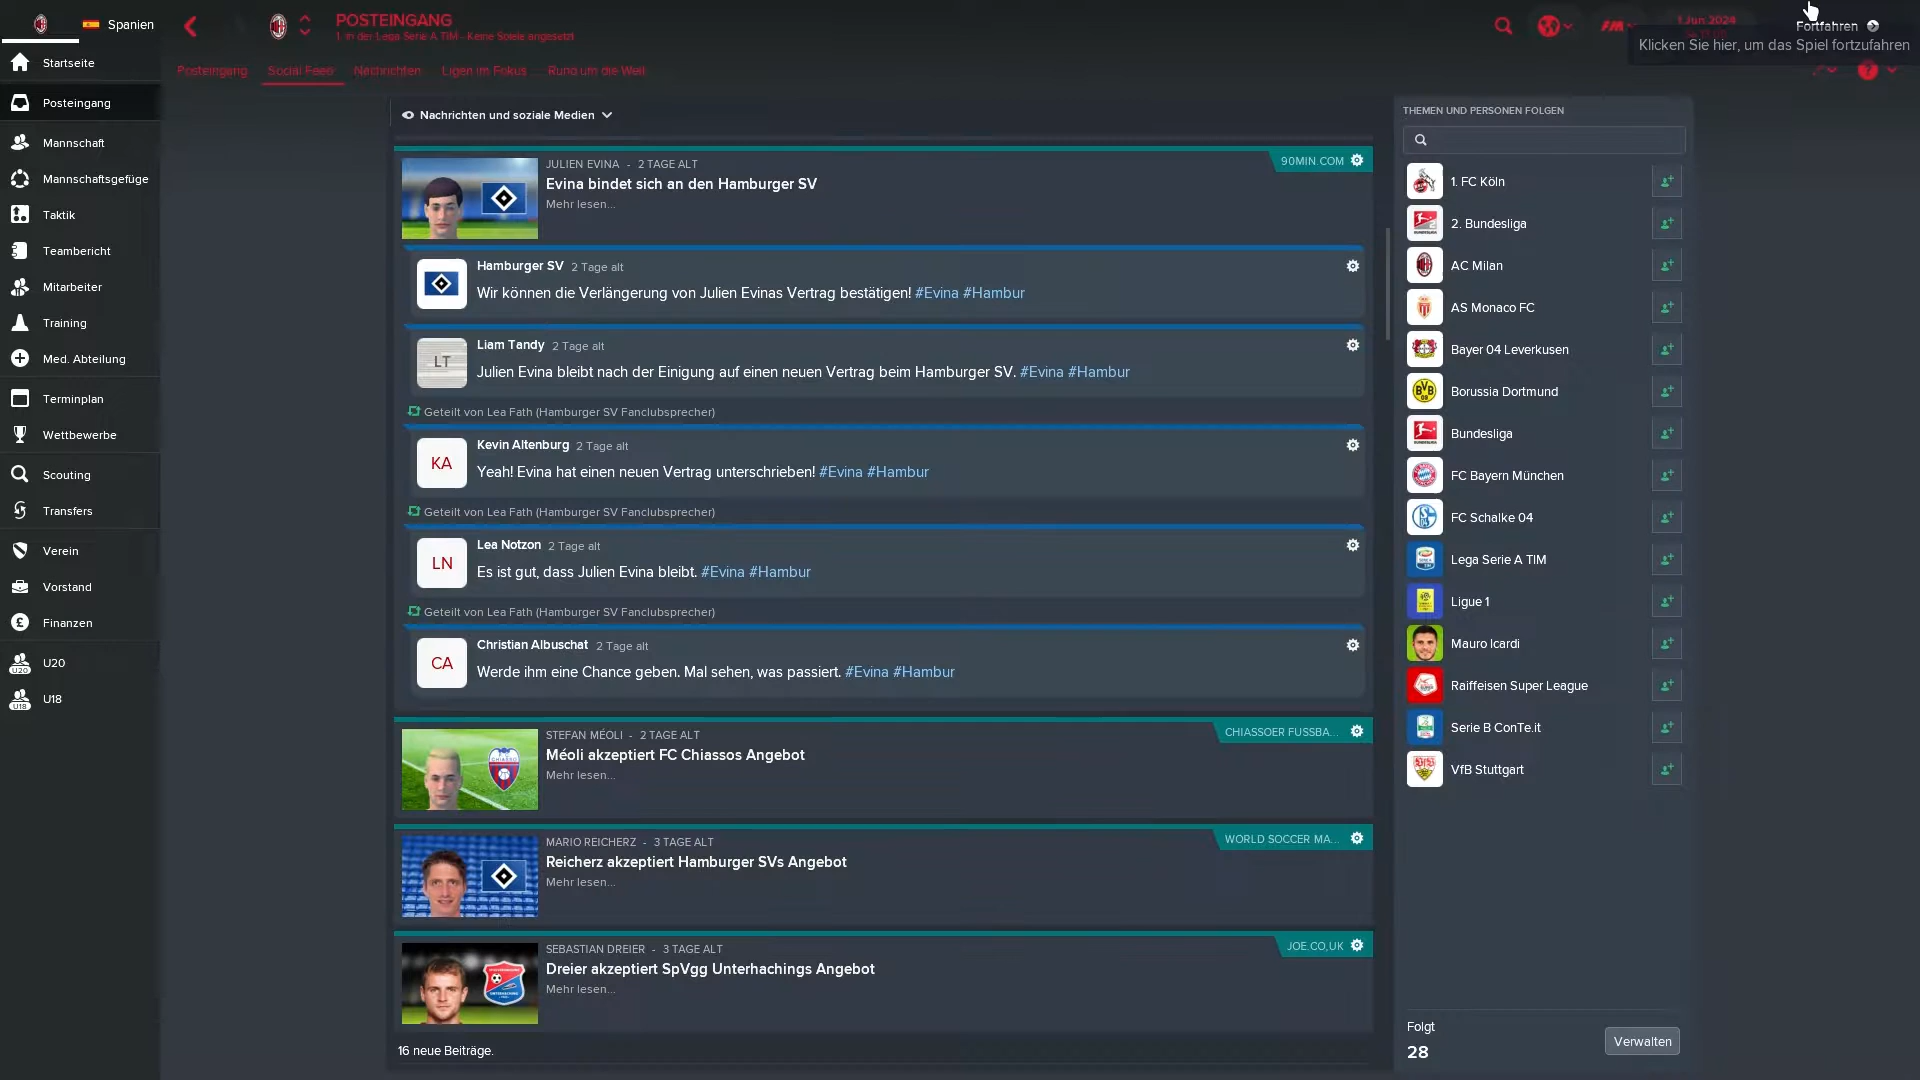 Spanien
Startseite
Posteingang
Mannschaft
Mannschaftsgefüge
Taktik
Teambericht
Mitarbeiter
Training
Med. Abteilung
Terminplan
Wettbewerbe
Scouting
Transfers
Verein
Vorstand
Finanzen
U20
U18
POSTEINGANG
1. in der Lega Serie A TIM - Keine Spiele angesetzt
Posteingang
Social Feed
Nachrichten
Ligen im Fokus
Rund um die Welt
FM
1 Jun 2024
Fortfahren
Klicken Sie hier, um das Spiel fortzufahren
Nachrichten und soziale Medien
JULIEN EVINA - 2 TAGE ALT
90MIN.COM
Evina bindet sich an den Hamburger SV
Mehr lesen...
Hamburger SV 2 Tage alt
Wir können die Verlängerung von Julien Evinas Vertrag bestätigen! #Evina #Hambur
LT
Liam Tandy 2 Tage alt
Julien Evina bleibt nach der Einigung auf einen neuen Vertrag beim Hamburger SV. #Evina #Hambur
Geteilt von Lea Fath (Hamburger SV Fanclubsprecher)
KA
Kevin Altenburg 2 Tage alt
Yeah! Evina hat einen neuen Vertrag unterschrieben! #Evina #Hambur
Geteilt von Lea Fath (Hamburger SV Fanclubsprecher)
LN
Lea Notzon 2 Tage alt
Es ist gut, dass Julien Evina bleibt. #Evina #Hambur
Geteilt von Lea Fath (Hamburger SV Fanclubsprecher)
CA
Christian Albuschat 2 Tage alt
Werde ihm eine Chance geben. Mal sehen, was passiert. #Evina #Hambur
STEFAN MÉOLI - 2 TAGE ALT
CHIASSOER FUSSBA...
Méoli akzeptiert FC Chiassos Angebot
Mehr lesen...
MARIO REICHERZ - 3 TAGE ALT
WORLD SOCCER MA...
Reicherz akzeptiert Hamburger SVs Angebot
Mehr lesen...
SEBASTIAN DREIER - 3 TAGE ALT
JOE.CO,UK
Dreier akzeptiert SpVgg Unterhachings Angebot
Mehr lesen...
16 neue Beiträge.
THEMEN UND PERSONEN FOLGEN
1. FC Köln
2. Bundesliga
AC Milan
AS Monaco FC
Bayer 04 Leverkusen
Borussia Dortmund
Bundesliga
FC Bayern München
FC Schalke 04
Lega Serie A TIM
Ligue 1
Mauro Icardi
Raiffeisen Super League
Serie B ConTe.it
VfB Stuttgart
Folgt
28
Verwalten